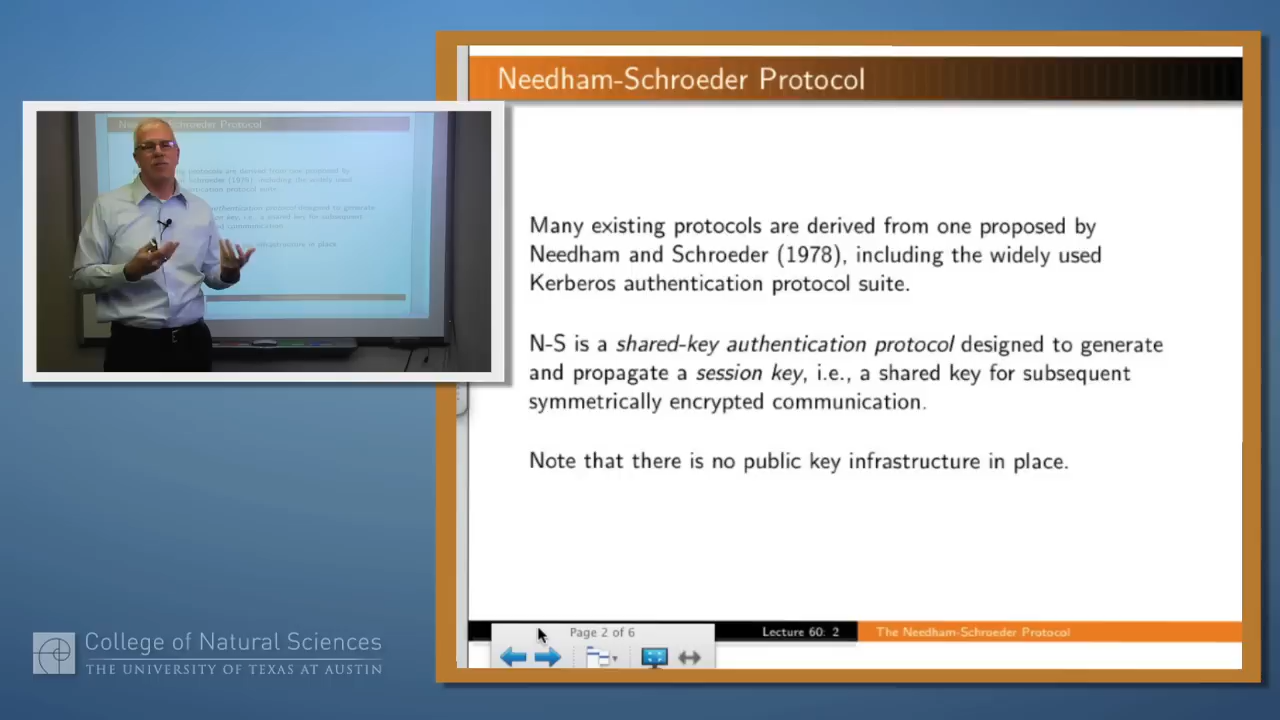 Needham-Schroeder Protocol
Many existing protocols are derived from one proposed by
Needham and Schroeder (1978), including the widely used
Kerberos authentication protocol suite.
N-S is a shared-key authentication protocol designed to generate
and propagate a session key, i.e., a shared key for subsequent
symmetrically encrypted communication.
Note that there is no public key infrastructure in place.
Page 2 of 6
Lecture 60: 2
The Needham-Schroeder Protocol
College of Natural Sciences
THE UNIVERSITY OF TEXAS AT AUSTIN